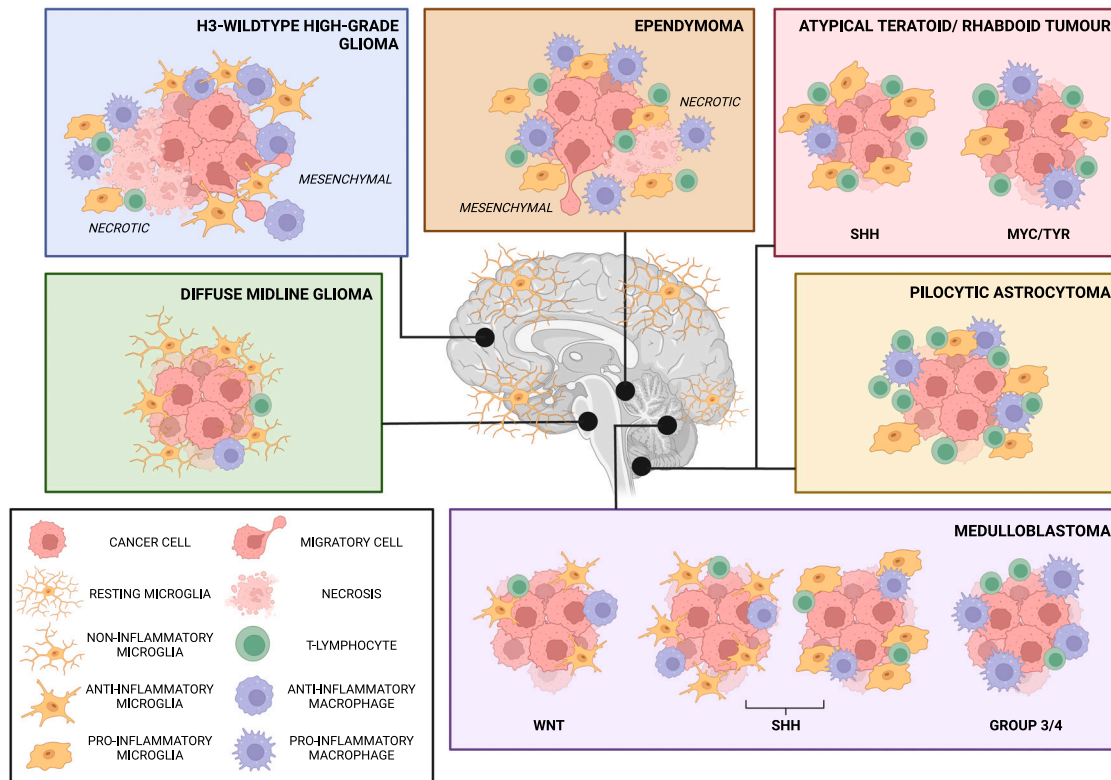 H3-WILDTYPE HIGH-GRADE
GLIOMA
MESENCHYMAL
NECROTIC
EPENDYMOMA
NECROTIC
MESENCHYMAL
ATYPICAL TERATOID/ RHABDOID TUMOUR
SHH
MYC/TYR
DIFFUSE MIDLINE GLIOMA
PILOCYTIC ASTROCYTOMA
CANCER CELL
MIGRATORY CELL
RESTING MICROGLIA
NECROSIS
NON-INFLAMMATORY
MICROGLIA
T-LYMPHOCYTE
ANTI-INFLAMMATORY
MICROGLIA
ANTI-INFLAMMATORY
MACROPHAGE
PRO-INFLAMMATORY
MICROGLIA
PRO-INFLAMMATORY
MACROPHAGE
MEDULLOBLASTOMA
WNT
SHH
GROUP 3/4